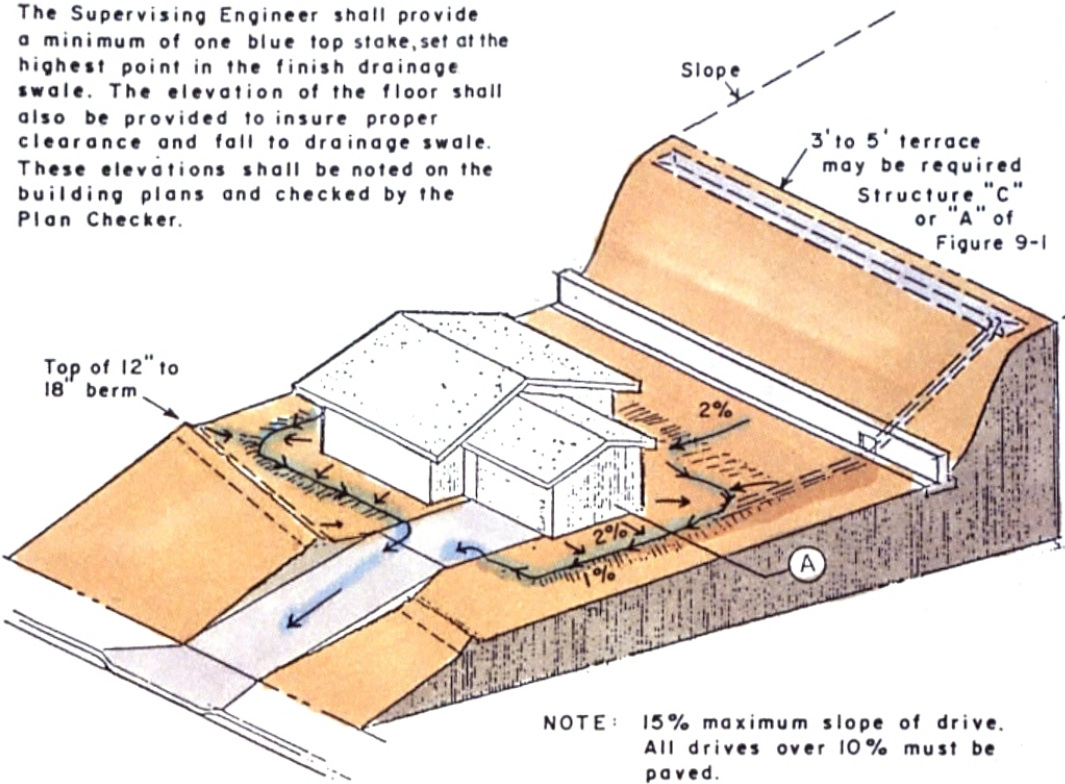 The Supervising Engineer shall provide
a minimum of one blue top stake, set at the
highest point in the finish drainage
swale. The elevation of the floor shall
also be provided to insure proper
clearance and fall to drainage swale.
These elevations shall be noted on the
building plans and checked by the
Plan Checker.
Slope
3' to 5' terrace
may be required
Structure "C"
or "A" of
Figure 9-1
Top of 12" to
18" berm
2%
2%
1%
A
NOTE: 15% maximum slope of drive.
All drives over 10% must be
paved.